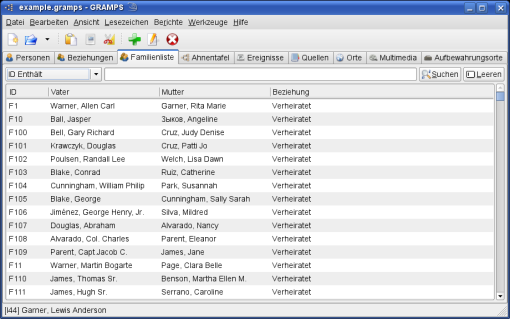 example.gramps - GRAMPS
Datei Bearbeiten Ansicht Lesezeichen Berichte Werkzeuge Hilfe
Personen Beziehungen Familienliste Ahnentafel Ereignisse Quellen Orte Multimedia Aufbewahrungsorte
ID Enthält Suchen Leeren
ID Vater Mutter Beziehung
F1 Warner, Allen Carl Garner, Rita Marie Verheiratet
F10 Ball, Jasper Зыков, Angeline Verheiratet
F100 Bell, Gary Richard Cruz, Judy Denise Verheiratet
F101 Krawczyk, Douglas Cruz, Patti Jo Verheiratet
F102 Poulsen, Randall Lee Welch, Lisa Dawn Verheiratet
F103 Blake, Conrad Ruiz, Catherine Verheiratet
F104 Cunningham, William Philip Park, Susannah Verheiratet
F105 Blake, George Cunningham, Sally Sarah Verheiratet
F106 Jiménez, George Henry, Jr. Silva, Mildred Verheiratet
F107 Douglas, Abraham Alvarado, Nancy Verheiratet
F108 Alvarado, Col. Charles Parent, Eleanor Verheiratet
F109 Parent, Capt.Jacob C. James, Jane Verheiratet
F11 Warner, Martin Bogarte Page, Clara Belle Verheiratet
F110 James, Thomas Sr. Benson, Martha Ellen M. Verheiratet
F111 James, Hugh Sr. Serrano, Caroline Verheiratet
[I44] Garner, Lewis Anderson